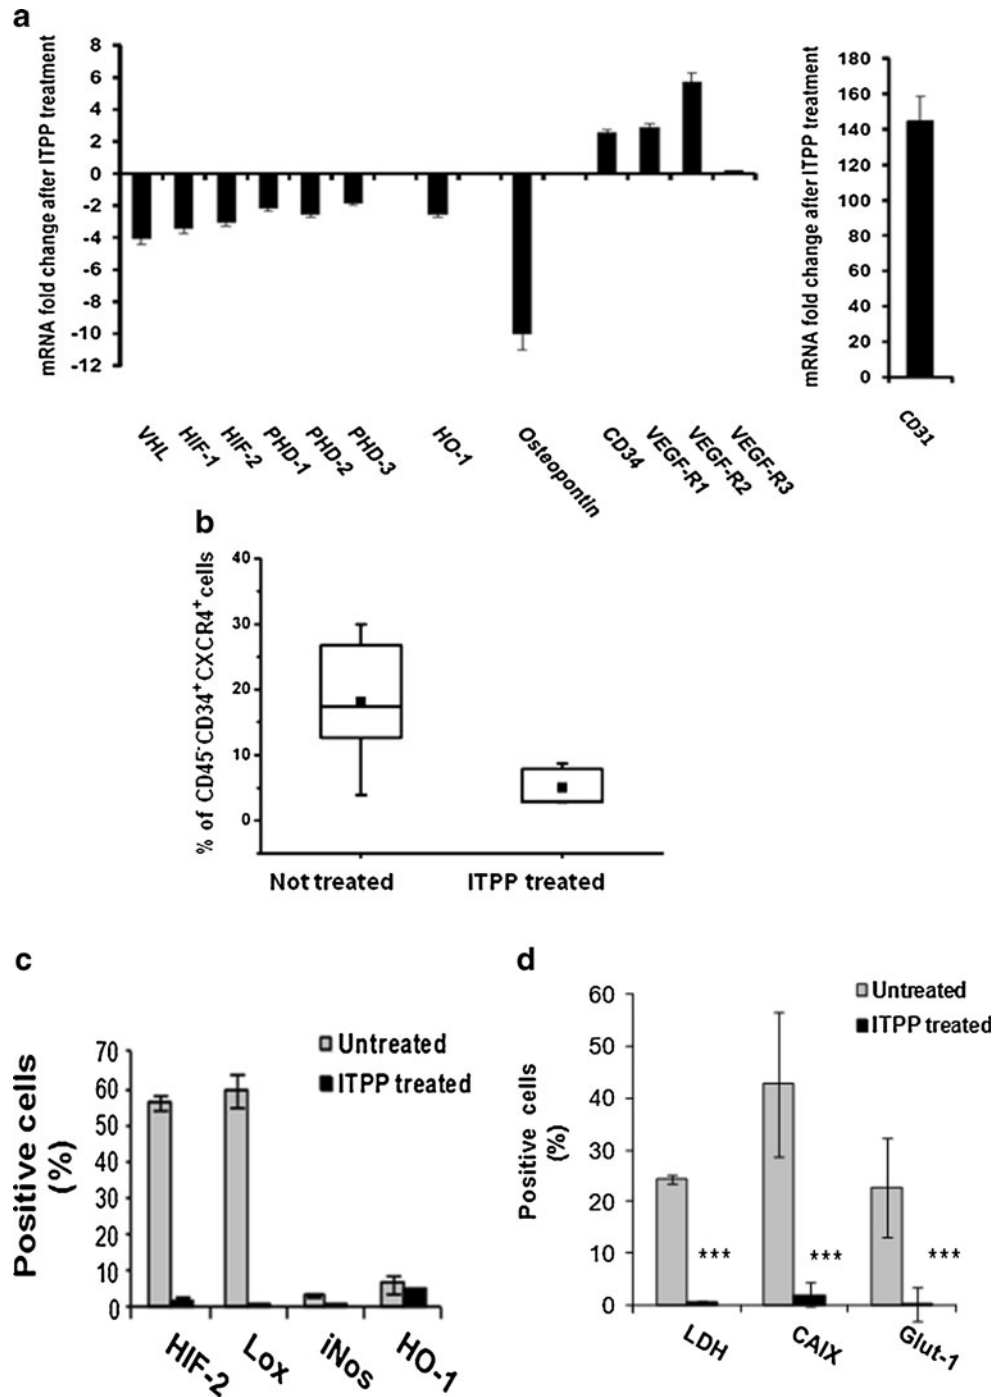 a
mRNA fold change after ITPP treatment
8
6
4
2
0
-2
-4
-6
-8
-10
-12
VHL
HIF-1
HIF-2
PHD-1
PHD-2
PHD-3
HO-1
Osteopontin
CD34
VEGF-R1
VEGF-R2
VEGF-R3
mRNA fold change after ITPP treatment
180
160
140
120
100
80
60
40
20
0
CD31
b
% of CD45-CD34+CXCR4+cells
40
30
20
10
0
Not treated
ITPP treated
c
Positive cells
(%)
70
60
50
40
30
20
10
0
Untreated
ITPP treated
HIF-2
Lox
iNos
HO-1
d
Positive cells
(%)
60
50
40
30
20
10
0
Untreated
ITPP treated
***
***
***
LDH
CAIX
Glut-1